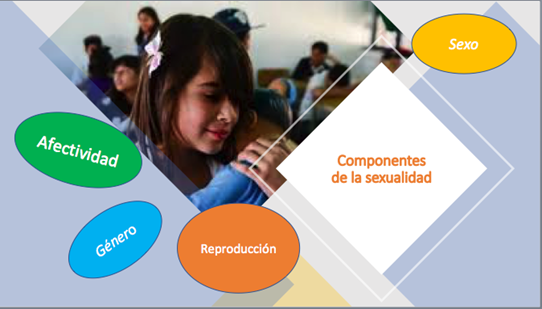 Sexo
Afectividad
Componentes
de la sexualidad
Género
Reproducción